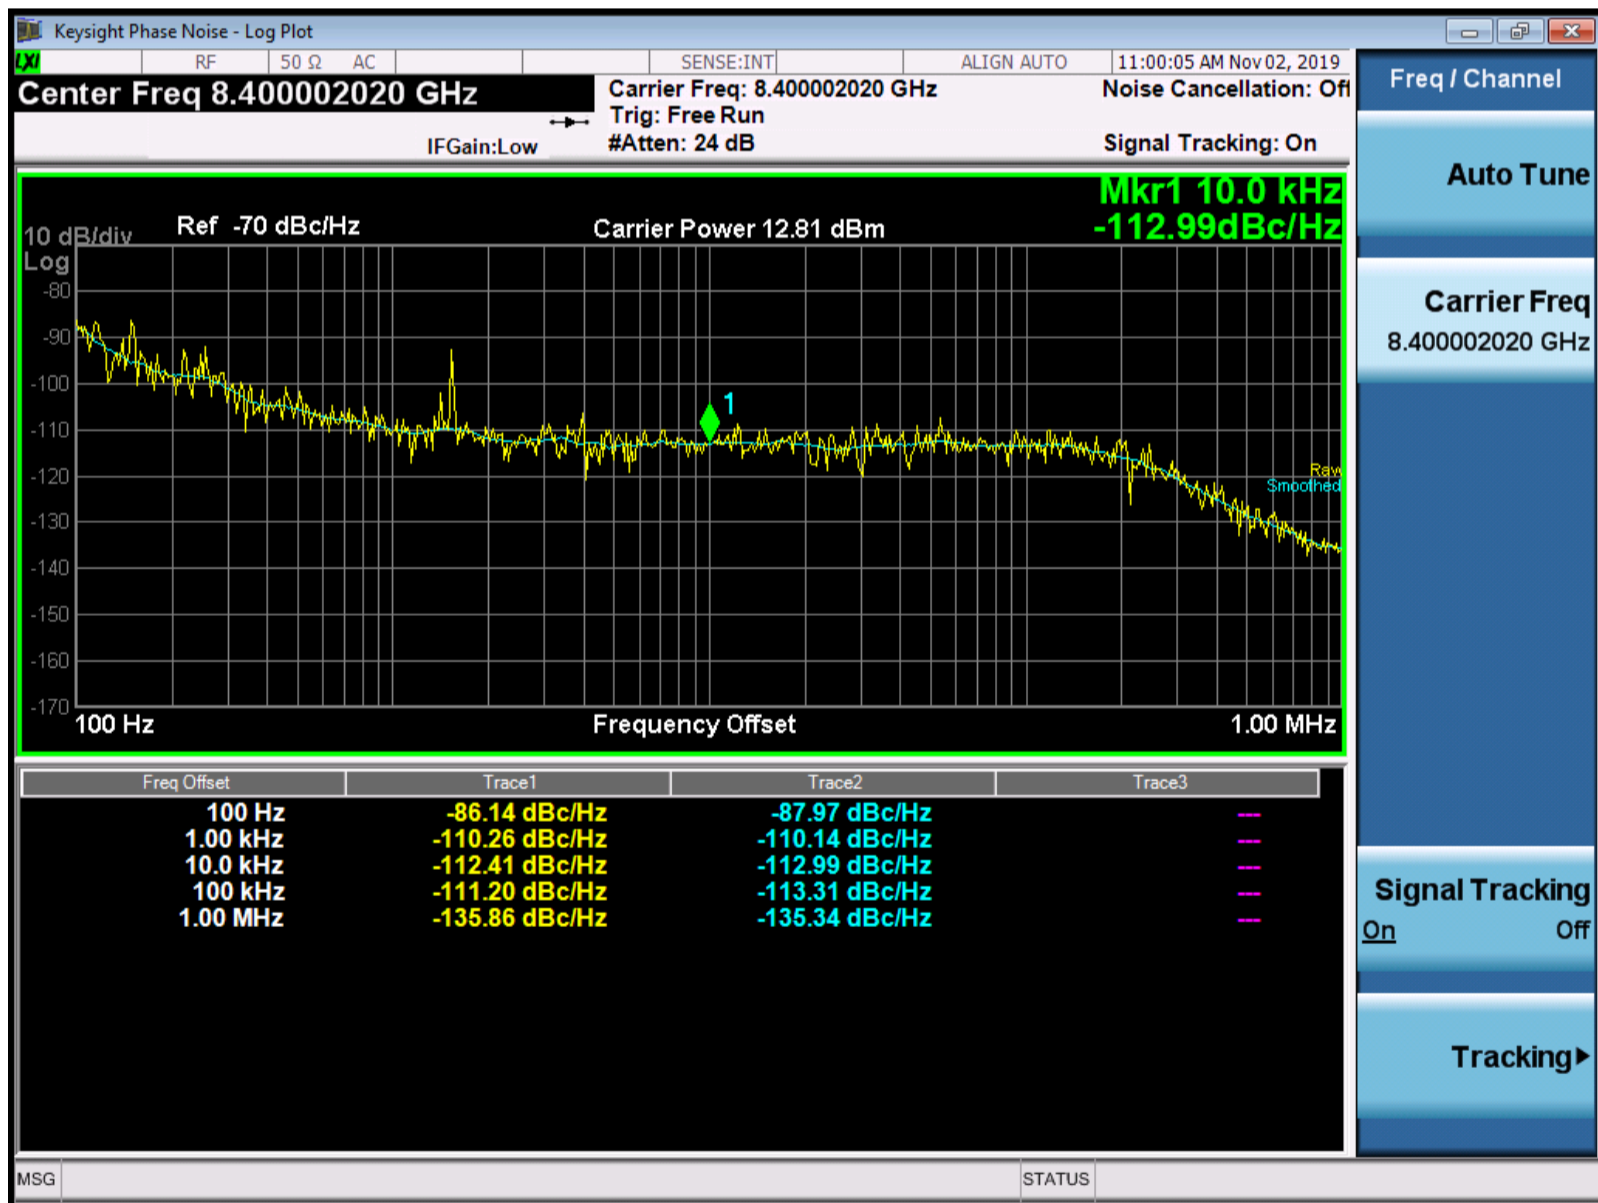 Keysight Phase Noise - Log Plot
LXI RF 50 Ω AC SENSE:INT ALIGN AUTO 11:00:05 AM Nov 02, 2019
Center Freq 8.400002020 GHz
Carrier Freq: 8.400002020 GHz
Noise Cancellation: Off
Trig: Free Run
IFGain:Low
#Atten: 24 dB
Signal Tracking: On
Mkr1 10.0 kHz
10 dB/div
Ref -70 dBc/Hz
Carrier Power 12.81 dBm
-112.99dBc/Hz
Log
-80
-90
-100
1
-110
-120
Raw
Smoothed
-130
-140
-150
-160
-170
100 Hz Frequency Offset 1.00 MHz
Freq Offset Trace1 Trace2 Trace3
100 Hz -86.14 dBc/Hz -87.97 dBc/Hz ---
1.00 kHz -110.26 dBc/Hz -110.14 dBc/Hz ---
10.0 kHz -112.41 dBc/Hz -112.99 dBc/Hz ---
100 kHz -111.20 dBc/Hz -113.31 dBc/Hz ---
1.00 MHz -135.86 dBc/Hz -135.34 dBc/Hz ---
MSG STATUS
Freq / Channel
Auto Tune
Carrier Freq
8.400002020 GHz
Signal Tracking
On Off
Tracking